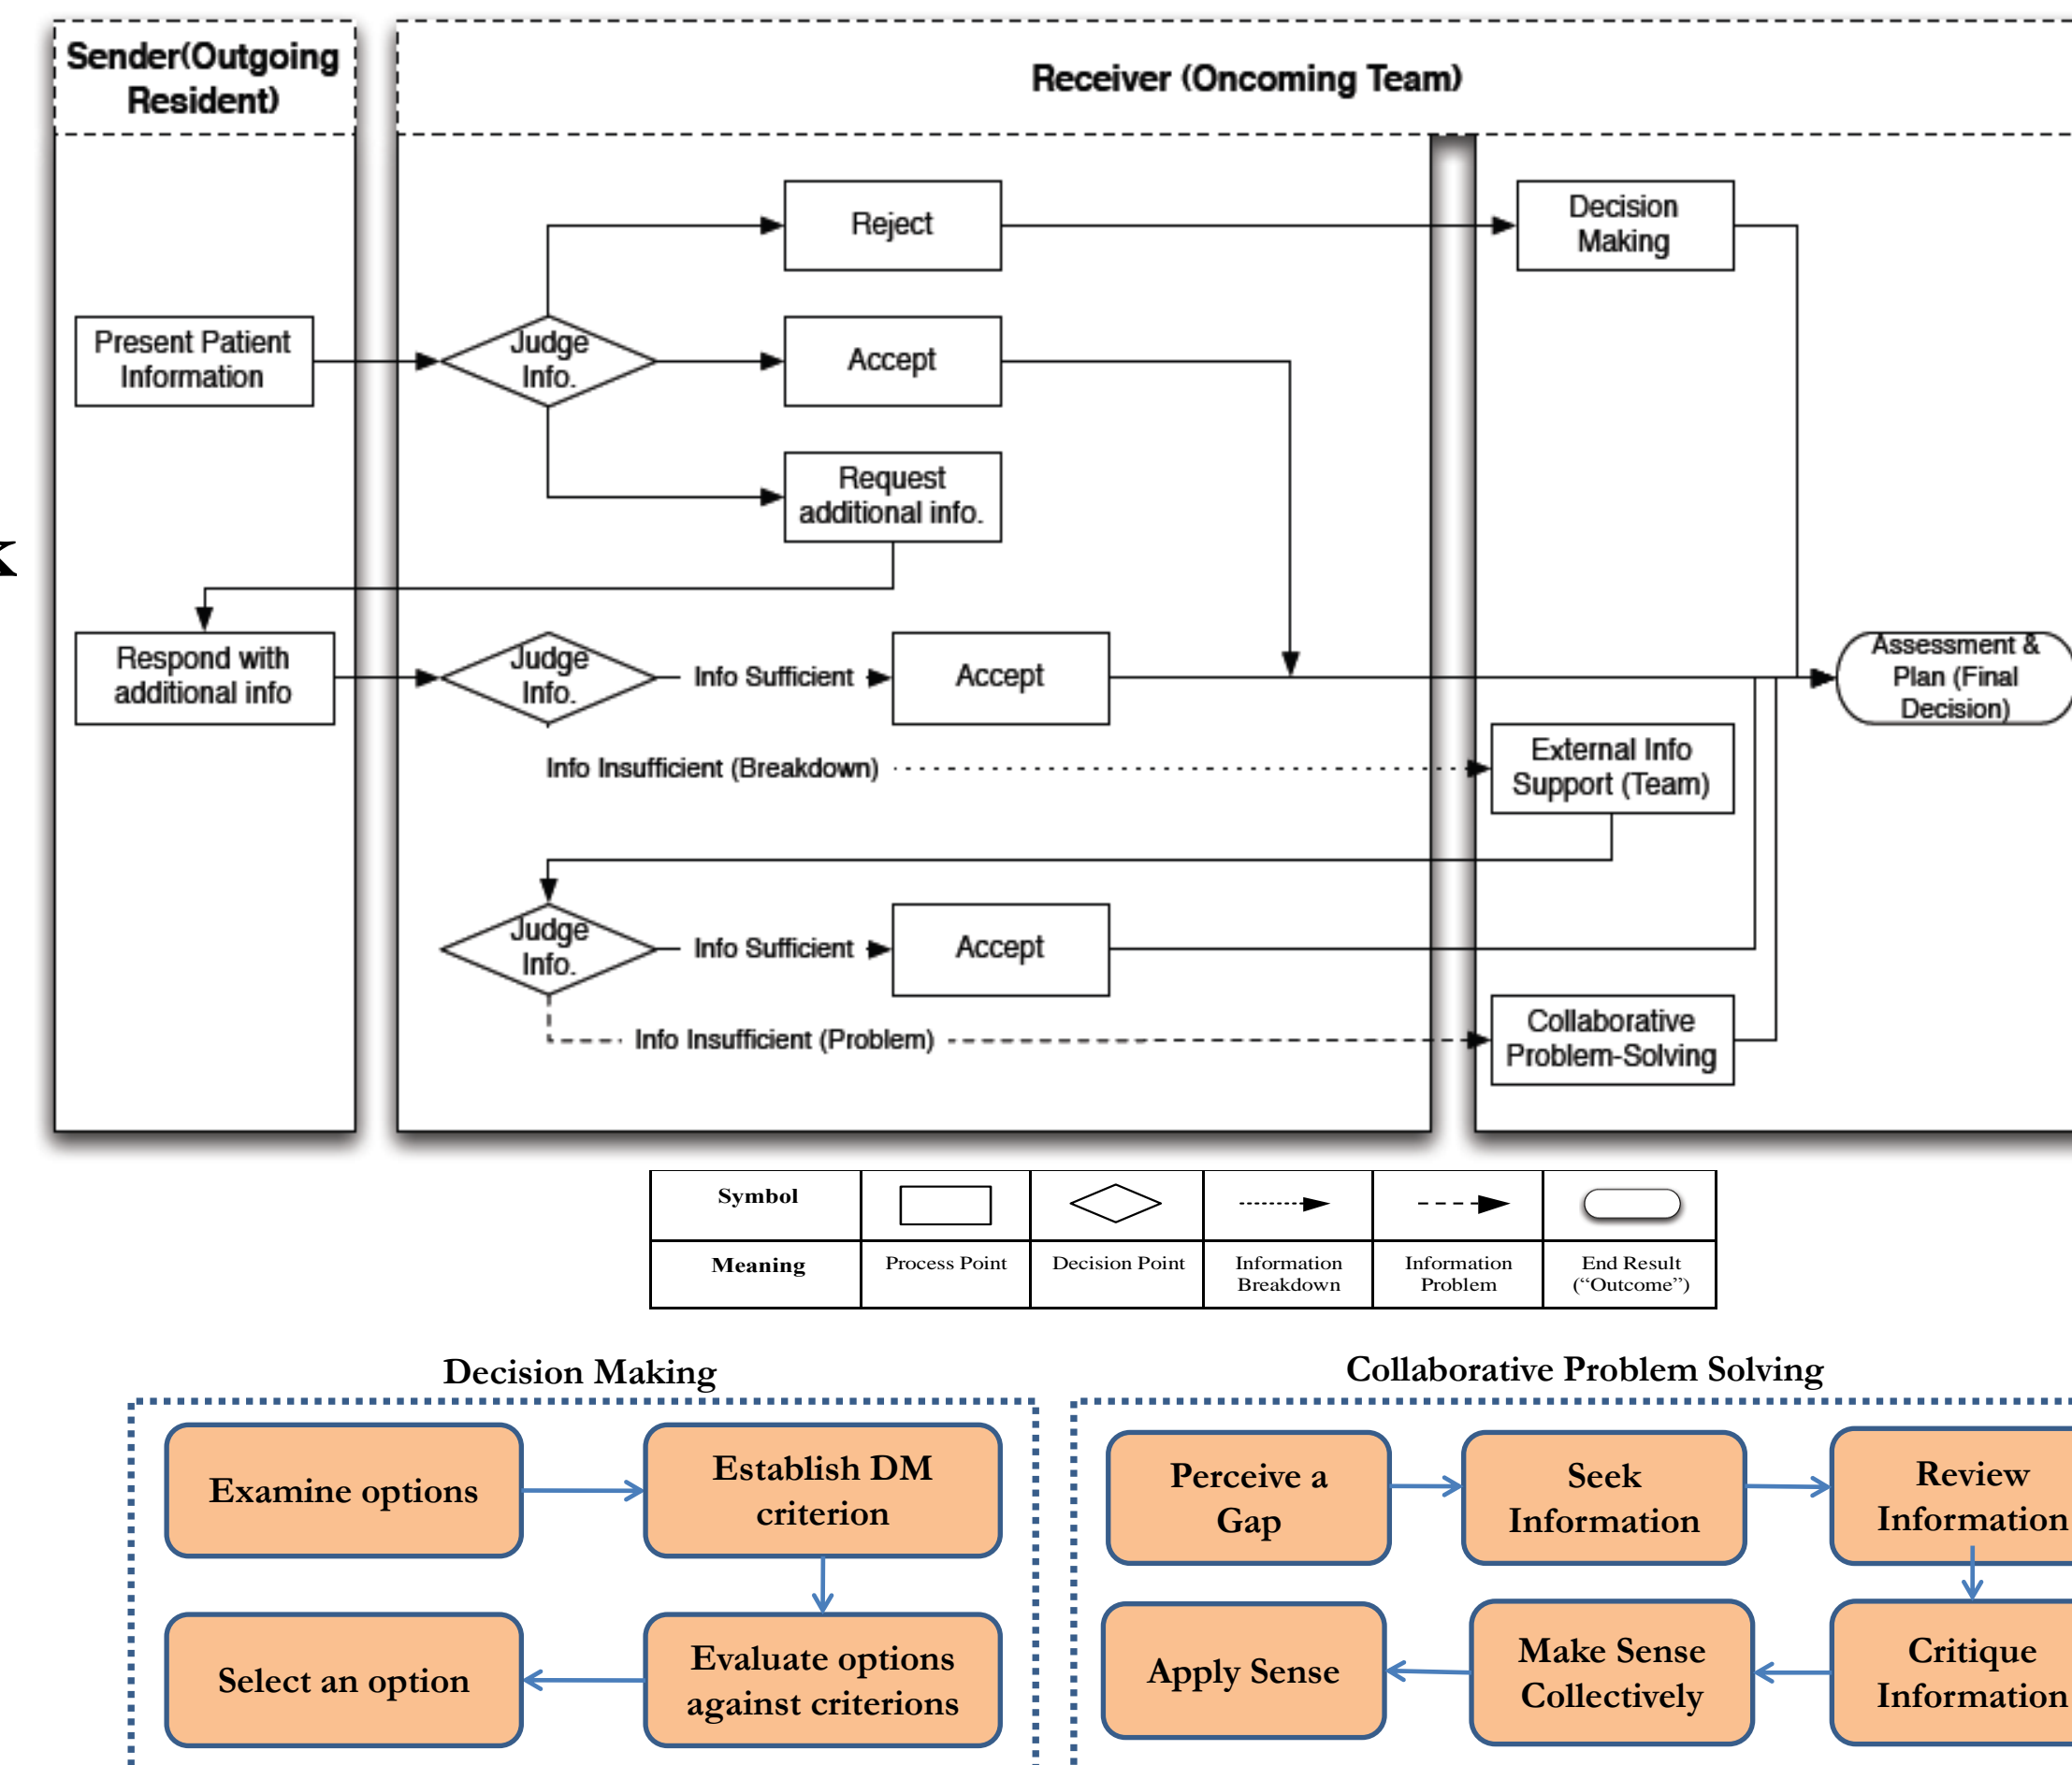 Sender(Outgoing
Resident)
Receiver (Oncoming Team)
Reject
Decision
Making
Present Patient
Information
Judge
Info.
Accept
Request
additional info.
k
Respond with
additional info
Judge
Info.
Info Sufficient
Accept
Assessment &
Plan (Final
Decision)
Info Insufficient (Breakdown)
External Info
Support (Team)
Judge
Info.
Info Sufficient
Accept
Info Insufficient (Problem)
Collaborative
Problem-Solving
Symbol
Meaning
Process Point
Decision Point
Information
Breakdown
Information
Problem
End Result
(“Outcome”)
Decision Making
Examine options
Establish DM
criterion
Select an option
Evaluate options
against criterions
Collaborative Problem Solving
Perceive a
Gap
Seek
Information
Review
Information
Apply Sense
Make Sense
Collectively
Critique
Information